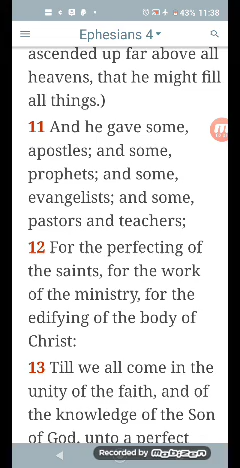 43% 11:38
Ephesians 4
ascended up far above all
heavens, that he might fill
all things.)
11 And he gave some,
apostles; and some,
prophets; and some,
evangelists; and some,
pastors and teachers;
12 For the perfecting of
the saints, for the work
of the ministry, for the
edifying of the body of
Christ:
13 Till we all come in the
unity of the faith, and of
the knowledge of the Son
of God, unto a perfect
Recorded by mobizen